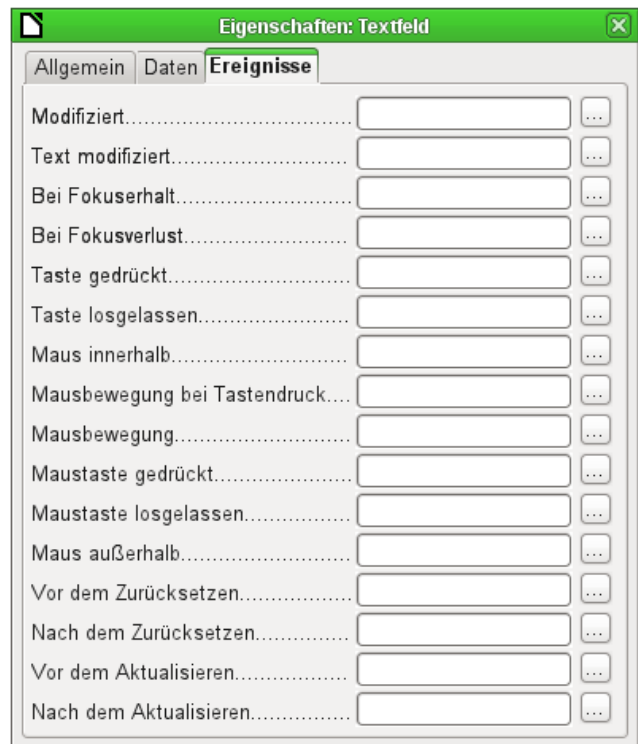 Eigenschaften: Textfeld
Allgemein Daten Ereignisse
Modifiziert................................... ...
Text modifiziert............................ ...
Bei Fokuserhalt............................. ...
Bei Fokusverlust........................... ...
Taste gedrückt.............................. ...
Taste losgelassen......................... ...
Maus innerhalb............................. ...
Mausbewegung bei Tastendruck.... ...
Mausbewegung............................ ...
Maustaste gedrückt....................... ...
Maustaste losgelassen.................. ...
Maus außerhalb............................ ...
Vor dem Zurücksetzen................... ...
Nach dem Zurücksetzen................. ...
Vor dem Aktualisieren.................... ...
Nach dem Aktualisieren................. ...